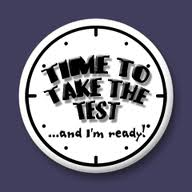 TIME TO
TAKE THE
TEST
...and I'm ready!